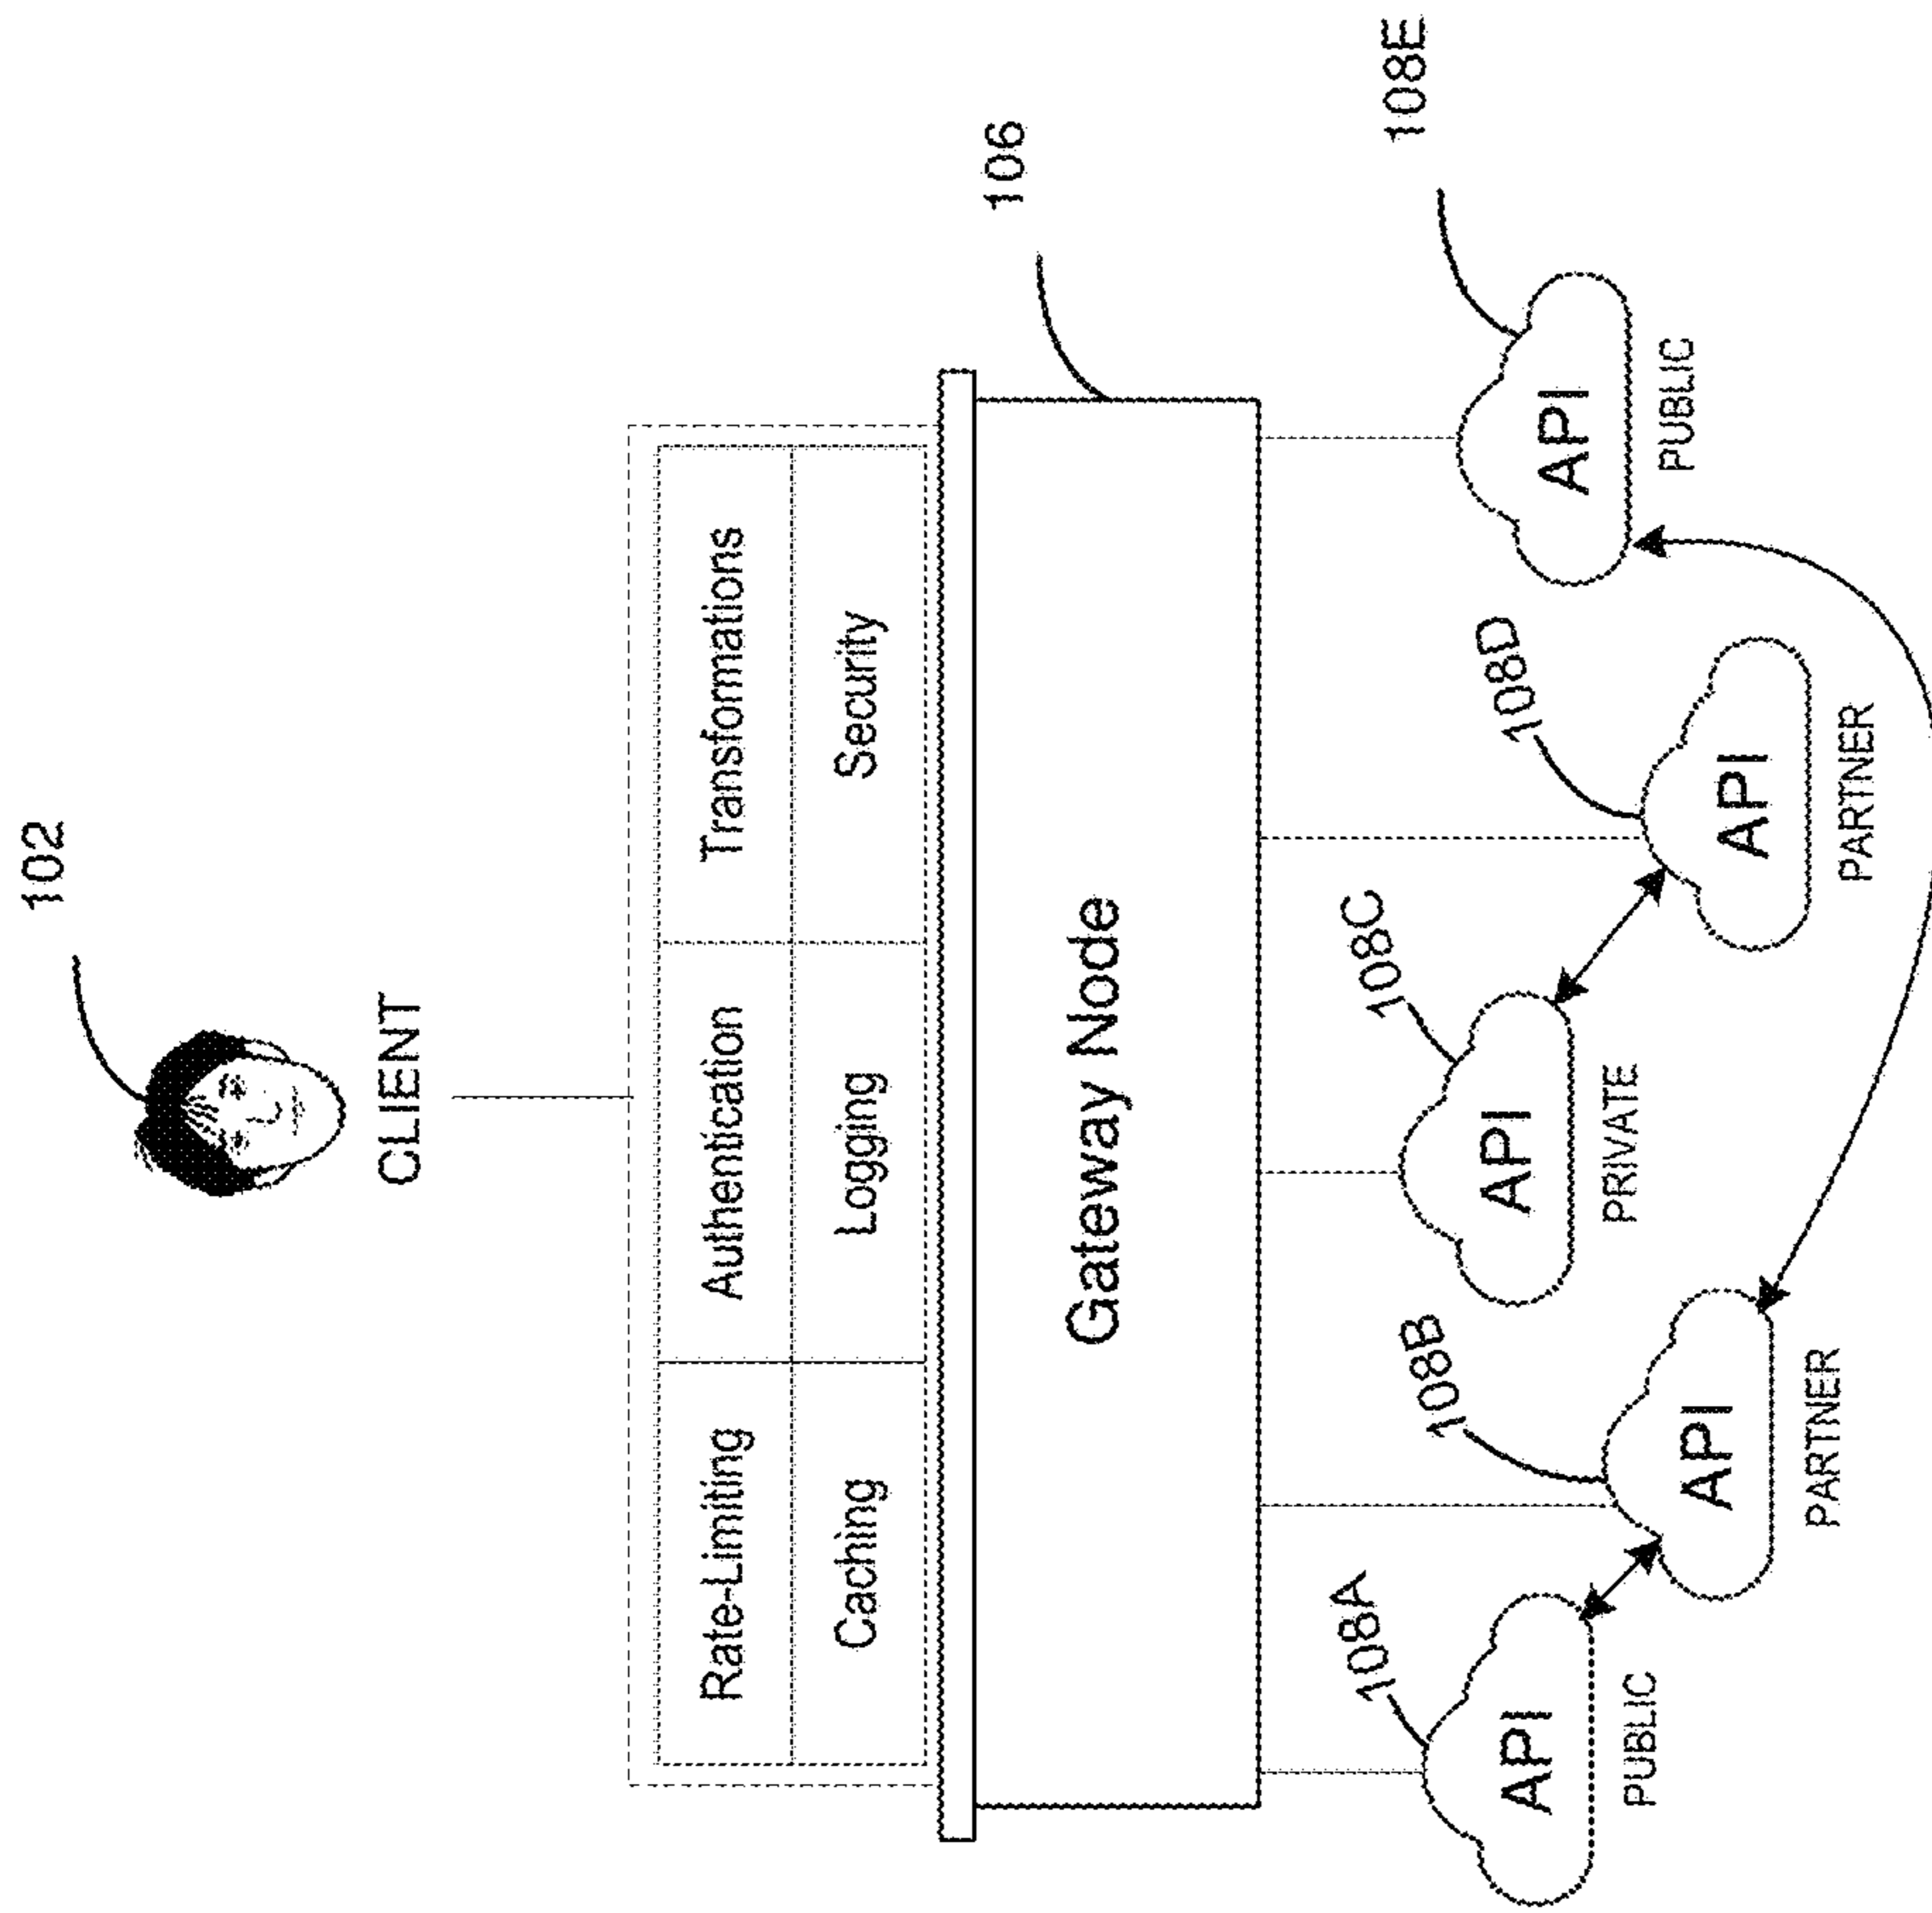 102
CLIENT
Rate-Limiting
Authentication
Transformations
Caching
Logging
Security
Gateway Node
106
108A
108B
108C
108D
108E
API
PUBLIC
API
PARTNER
API
PRIVATE
API
PARTNER
API
PUBLIC